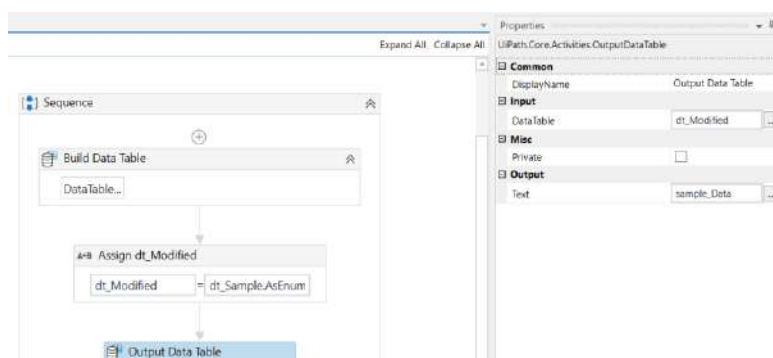 Expand All Collapse All
Sequence
Build Data Table
DataTable...
A+B Assign dt_Modified
dt_Modified = dt_Sample.AsEnum
Output Data Table
Properties
UiPath.Core.Activities.OutputDataTable
Common
DisplayName Output Data Table
Input
DataTable dt_Modified ...
Misc
Private
Output
Text sample_Data ...